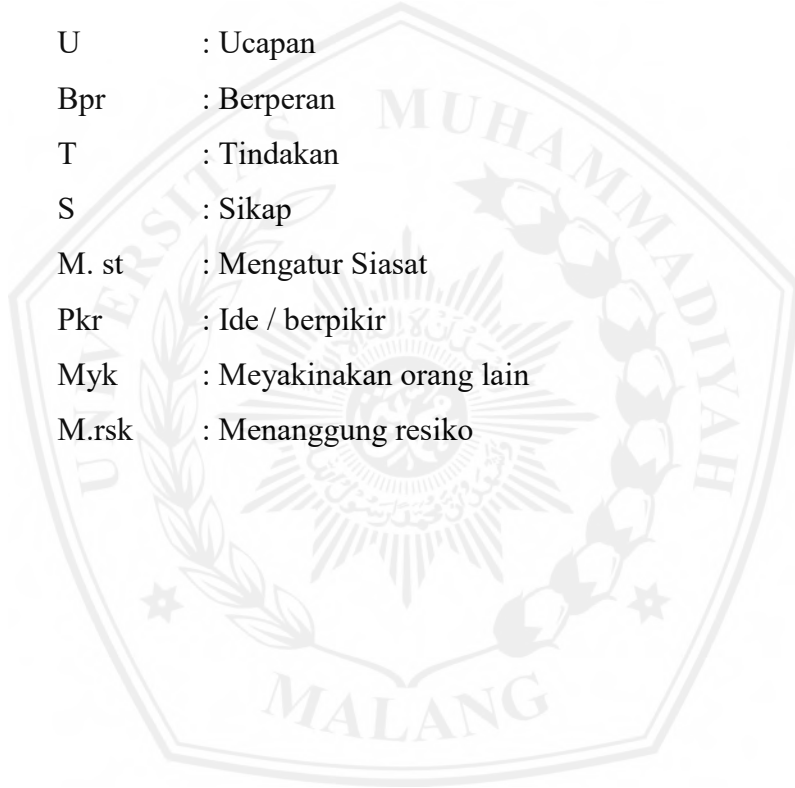 U : Ucapan
Bpr : Berperan
T : Tindakan
S : Sikap
M. st : Mengatur Siasat
Pkr : Ide / berpikir
Myk : Meyakinakan orang lain
M.rsk : Menanggung resiko
UNIVERSITAS MUHAMMADIYAH
MALANG